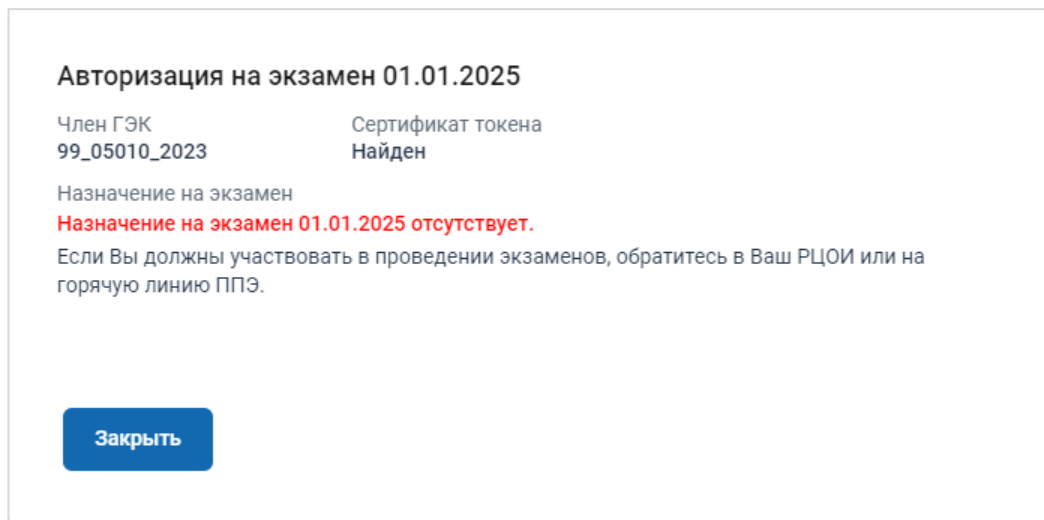 Авторизация на экзамен 01.01.2025
Член ГЭК
Сертификат токена
99_05010_2023
Найден
Назначение на экзамен
Назначение на экзамен 01.01.2025 отсутствует.
Если Вы должны участвовать в проведении экзаменов, обратитесь в Ваш РЦОИ или на
горячую линию ППЭ.
Закрыть